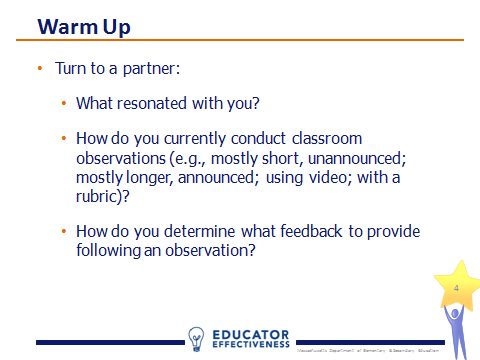 Warm Up
• Turn to a partner:
• What resonated with you?
• How do you currently conduct classroom
observations (e.g., mostly short, unannounced;
mostly longer, announced; using video; with a
rubric)?
• How do you determine what feedback to provide
following an observation?
4
EDUCATOR
EFFECTIVENESS
Massachusetts Department of Elementary & Secondary Education